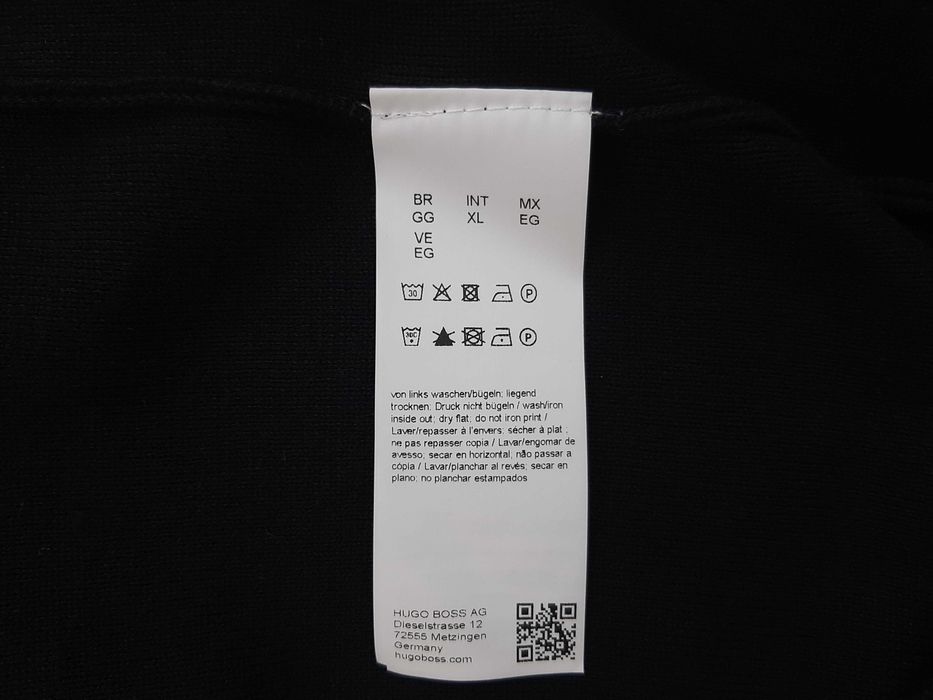 BR INT MX
GG XL EG
VE
EG
30 P
30C P
von links waschen/bügeln; liegend
trocknen; Druck nicht bügeln / wash/iron
inside out; dry flat; do not iron print /
Laver/repasser à l'envers; sécher à plat ;
ne pas repasser copia / Lavar/engomar de
avesso; secar en horizontal; não passar a
cópia / Lavar/planchar al revés; secar en
plano; no planchar estampados
HUGO BOSS AG
Dieselstrasse 12
72555 Metzingen
Germany
hugoboss.com